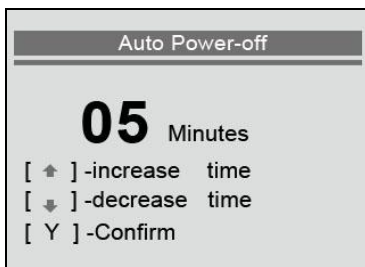 Auto Power-off
05 Minutes
[ ↑ ] -increase time
[ ↓ ] -decrease time
[ Y ] -Confirm